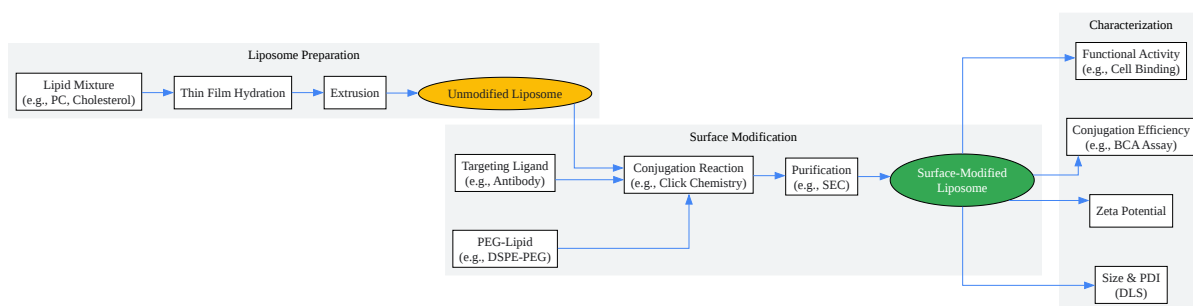 Liposome Preparation
Lipid Mixture
(e.g., PC, Cholesterol)
Thin Film Hydration
Extrusion
Unmodified Liposome
Surface Modification
Targeting Ligand
(e.g., Antibody)
PEG-Lipid
(e.g., DSPE-PEG)
Conjugation Reaction
(e.g., Click Chemistry)
Purification
(e.g., SEC)
Surface-Modified
Liposome
Characterization
Functional Activity
(e.g., Cell Binding)
Conjugation Efficiency
(e.g., BCA Assay)
Zeta Potential
Size & PDI
(DLS)